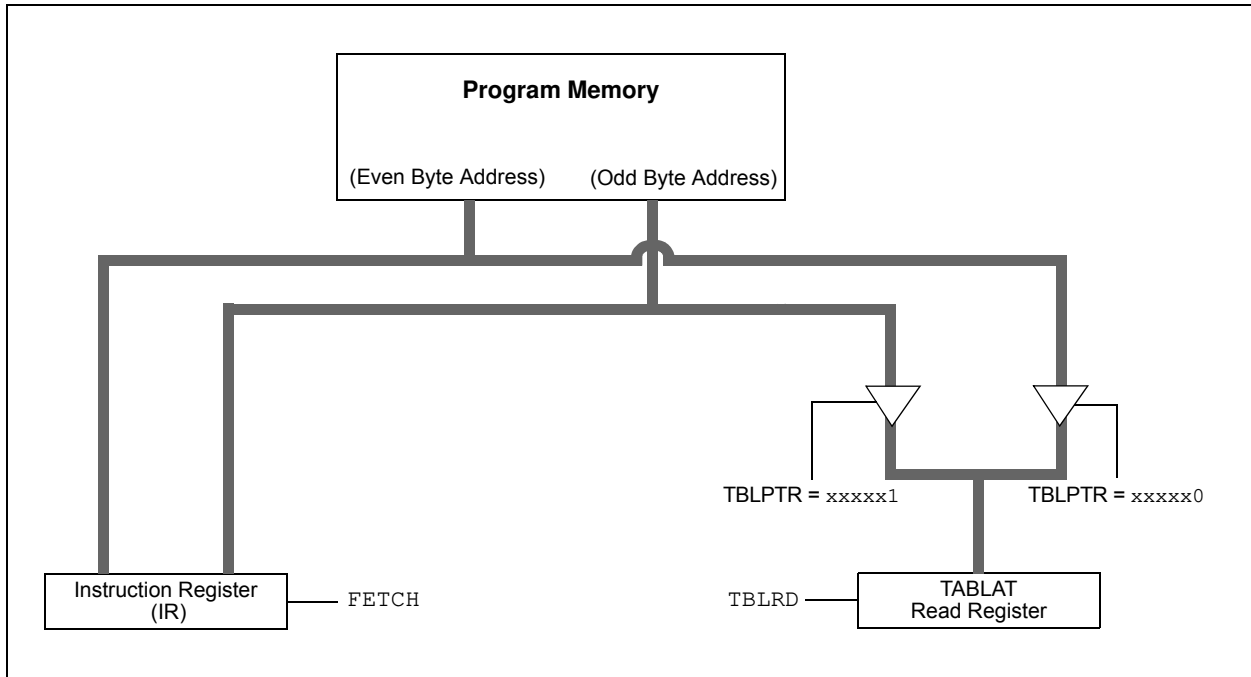 Program Memory
(Even Byte Address) (Odd Byte Address)
TBLPTR = xxxxx1
TBLPTR = xxxxx0
Instruction Register
(IR)
FETCH
TBLRD
TABLAT
Read Register